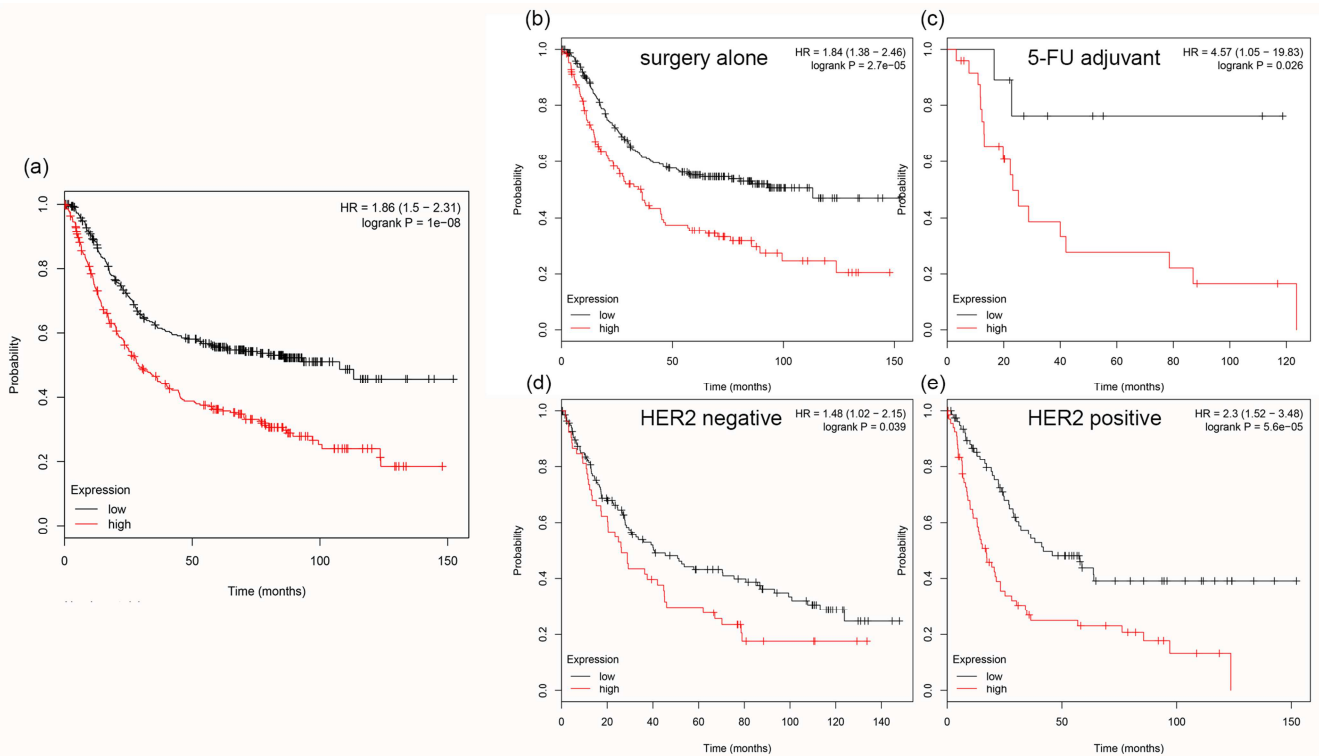 (a)
HR = 1.86 (1.5 − 2.31)
logrank P = 1e−08
Probability
1.0
0.8
0.6
0.4
0.2
0.0
Expression
low
high
0 50 100 150
Time (months)
(b)
surgery alone
HR = 1.84 (1.38 − 2.46)
logrank P = 2.7e−05
Probability
1.0
0.8
0.6
0.4
0.2
0.0
Expression
low
high
0 50 100 150
Time (months)
(c)
5-FU adjuvant
HR = 4.57 (1.05 − 19.83)
logrank P = 0.026
Probability
1.0
0.8
0.6
0.4
0.2
0.0
Expression
low
high
0 20 40 60 80 100 120
Time (months)
(d)
HER2 negative
HR = 1.48 (1.02 − 2.15)
logrank P = 0.039
Probability
1.0
0.8
0.6
0.4
0.2
0.0
Expression
low
high
0 20 40 60 80 100 120 140
Time (months)
(e)
HER2 positive
HR = 2.3 (1.52 − 3.48)
logrank P = 5.6e−05
Probability
1.0
0.8
0.6
0.4
0.2
0.0
Expression
low
high
0 50 100 150
Time (months)